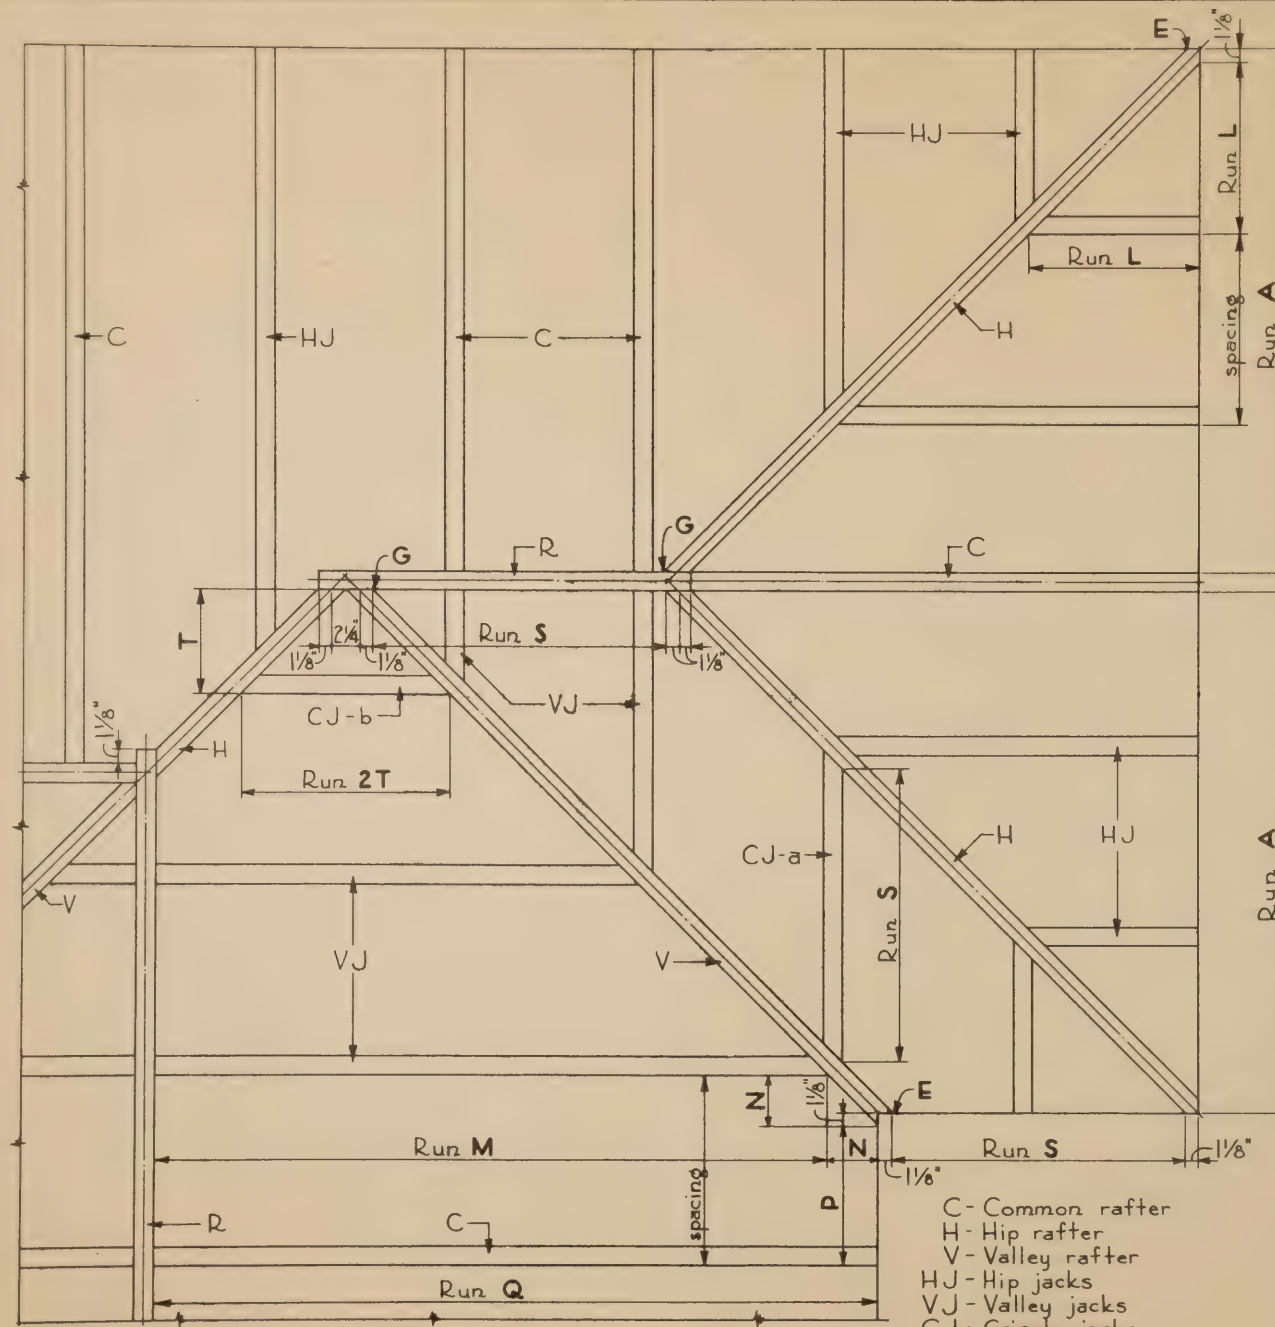 E
1⅛"
HJ
Run L
Run L
C
HJ
C
H
spacing
Run A
G
R
G
C
T
2¼"
Run S
1⅛"
1⅛"
1⅛"
VJ
CJ-b
1⅛"
H
Run 2T
CJ-a
H
HJ
Run A
V
VJ
V
Run S
N
1⅛"
E
Run M
N
Run S
1⅛"
1⅛"
P
spacing
R
C
Run Q
C - Common rafter
H - Hip rafter
V - Valley rafter
HJ - Hip jacks
VJ - Valley jacks